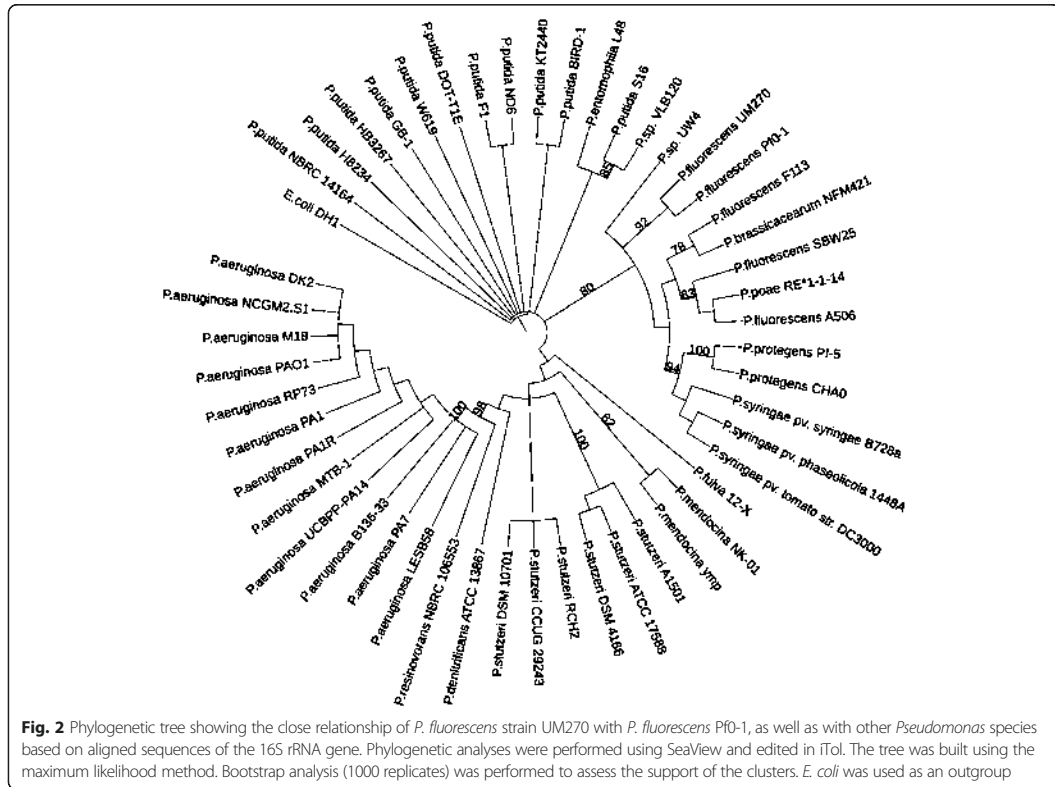 P.putida NBRC 14164
P.putida H8234
P.putida HB3267
P.putida GB-1
P.putida W619
P.putida DOT-T1E
P.putida F1
P.putida ND6
P.putida KT2440
P.putida BIRD-1
P.entomophila L48
P.putida S16
P.sp. VLB120
P.sp. UW4
P.fluorescens UM270
P.fluorescens Pf0-1
P.fluorescens F113
P.brassicacearum NFM421
P.fluorescens SBW25
P.poae RE*1-1-14
P.fluorescens A506
P.protegens Pf-5
P.protegens CHA0
P.syringae pv. syringae B728a
P.syringae pv. phaseolicola 1448A
P.syringae pv. tomato str. DC3000
P.fulva 12-X
P.mendocina NK-01
P.mendocina ymp
P.stutzeri A1501
P.stutzeri ATCC 17588
P.stutzeri DSM 4166
P.stutzeri RCH2
P.stutzeri CCUG 29243
P.stutzeri DSM 10701
P.denitrificans ATCC 13867
P.resinovorans NBRC 106553
P.aeruginosa LESB58
P.aeruginosa PA7
P.aeruginosa B136-33
P.aeruginosa UCBPP-PA14
P.aeruginosa MTB-1
P.aeruginosa PA1R
P.aeruginosa PA1
P.aeruginosa RP73
P.aeruginosa PAO1
P.aeruginosa M18
P.aeruginosa NCGM2.S1
P.aeruginosa DK2
E.coli DH1
92
78
80
83
100
94
62
100
98
100
Fig. 2 Phylogenetic tree showing the close relationship of P. fluorescens strain UM270 with P. fluorescens Pf0-1, as well as with other Pseudomonas species
based on aligned sequences of the 16S rRNA gene. Phylogenetic analyses were performed using SeaView and edited in iTol. The tree was built using the
maximum likelihood method. Bootstrap analysis (1000 replicates) was performed to assess the support of the clusters. E. coli was used as an outgroup